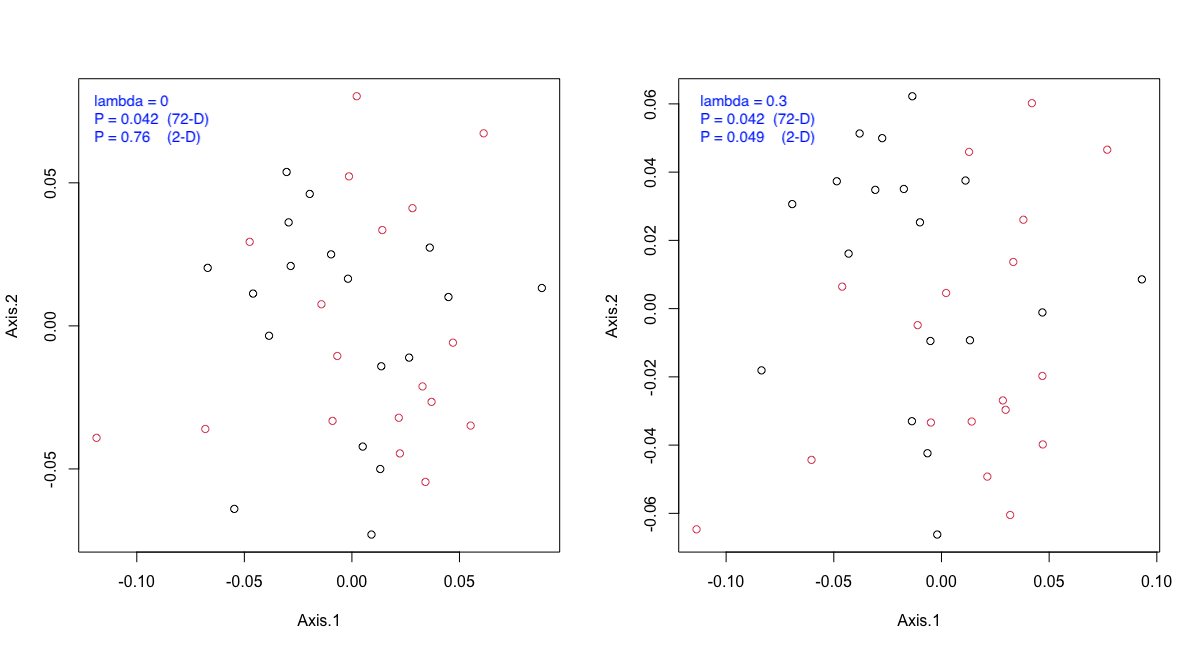 lambda = 0
P = 0.042 (72-D)
P = 0.76 (2-D)
0.05
0.00
-0.05
Axis.2
-0.10 -0.05 0.00 0.05
Axis.1
lambda = 0.3
P = 0.042 (72-D)
P = 0.049 (2-D)
0.06
0.04
0.02
0.00
-0.02
-0.04
-0.06
Axis.2
-0.10 -0.05 0.00 0.05 0.10
Axis.1